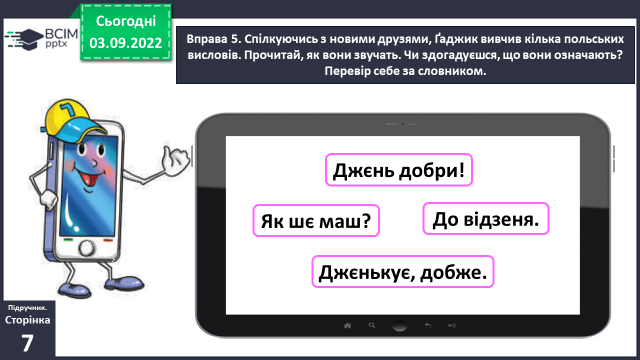 ВСІМ
pptx
Сьогодні
03.09.2022
Вправа 5. Спілкуючись з новими друзями, Ґаджик вивчив кілька польських
висловів. Прочитай, як вони звучать. Чи здогадуєшся, що вони означають?
Перевір себе за словником.
7
Джєнь добри!
Як шє маш?
До відзеня.
Джєнькує, добже.
Підручник.
Сторінка
7